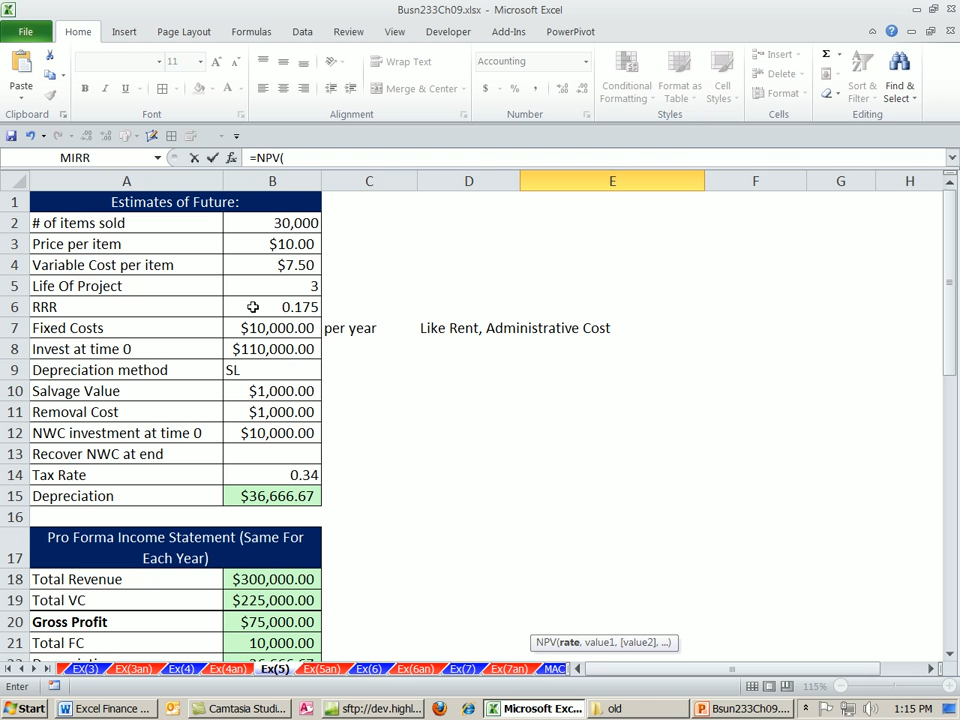 Busn233Ch09.xlsx - Microsoft Excel
File Home Insert Page Layout Formulas Data Review View Developer Add-Ins PowerPivot
Paste
11
Wrap Text
Merge & Center
Accounting
Conditional Formatting
Format as Table
Cell Styles
Insert
Delete
Format
Sort & Filter
Find & Select
Clipboard Font Alignment Number Styles Cells Editing
MIRR =NPV(
A B C D E F G H
1 Estimates of Future:
2 # of items sold 30,000
3 Price per item $10.00
4 Variable Cost per item $7.50
5 Life Of Project 3
6 RRR 0.175
7 Fixed Costs $10,000.00 per year Like Rent, Administrative Cost
8 Invest at time 0 $110,000.00
9 Depreciation method SL
10 Salvage Value $1,000.00
11 Removal Cost $1,000.00
12 NWC investment at time 0 $10,000.00
13 Recover NWC at end
14 Tax Rate 0.34
15 Depreciation $36,666.67
16
17 Pro Forma Income Statement (Same For Each Year)
18 Total Revenue $300,000.00
19 Total VC $225,000.00
20 Gross Profit $75,000.00
21 Total FC 10,000.00
NPV(rate, value1, [value2], ...)
EX(3) Ex(3an) Ex(4) Ex(4an) Ex(5) Ex(5an) Ex(6) Ex(6an) Ex(7) Ex(7an) MAC
Enter 115%
Start Excel Finance ... Camtasia Studi... sftp://dev.highl... Microsoft Exc... old Bsun233Ch09.... 1:15 PM